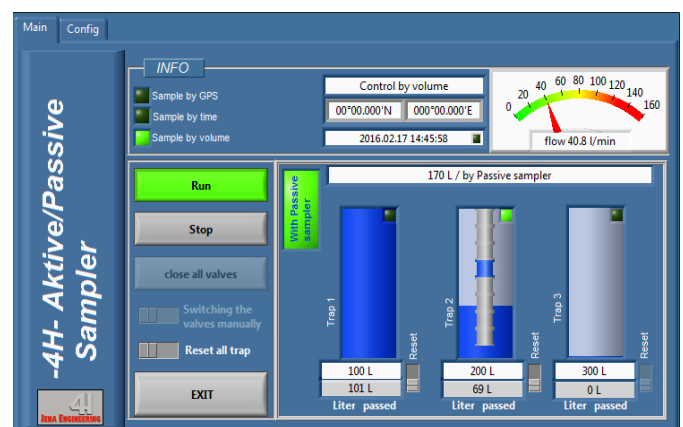 Main
Config
-4H- Aktive/Passive
Sampler
4H
JENA ENGINEERING
INFO
Sample by GPS
Sample by time
Sample by volume
Control by volume
00°00.000'N
000°00.000'E
2016.02.17 14:45:58
0
20
40
60
80
100
120
140
160
flow 40.8 l/min
Run
Stop
close all valves
Switching the
valves manually
Reset all trap
EXIT
With Passive
sampler
170 L / by Passive sampler
Trap 1
Reset
100 L
101 L
Liter passed
Trap 2
Reset
200 L
69 L
Liter passed
Trap 3
Reset
300 L
0 L
Liter passed